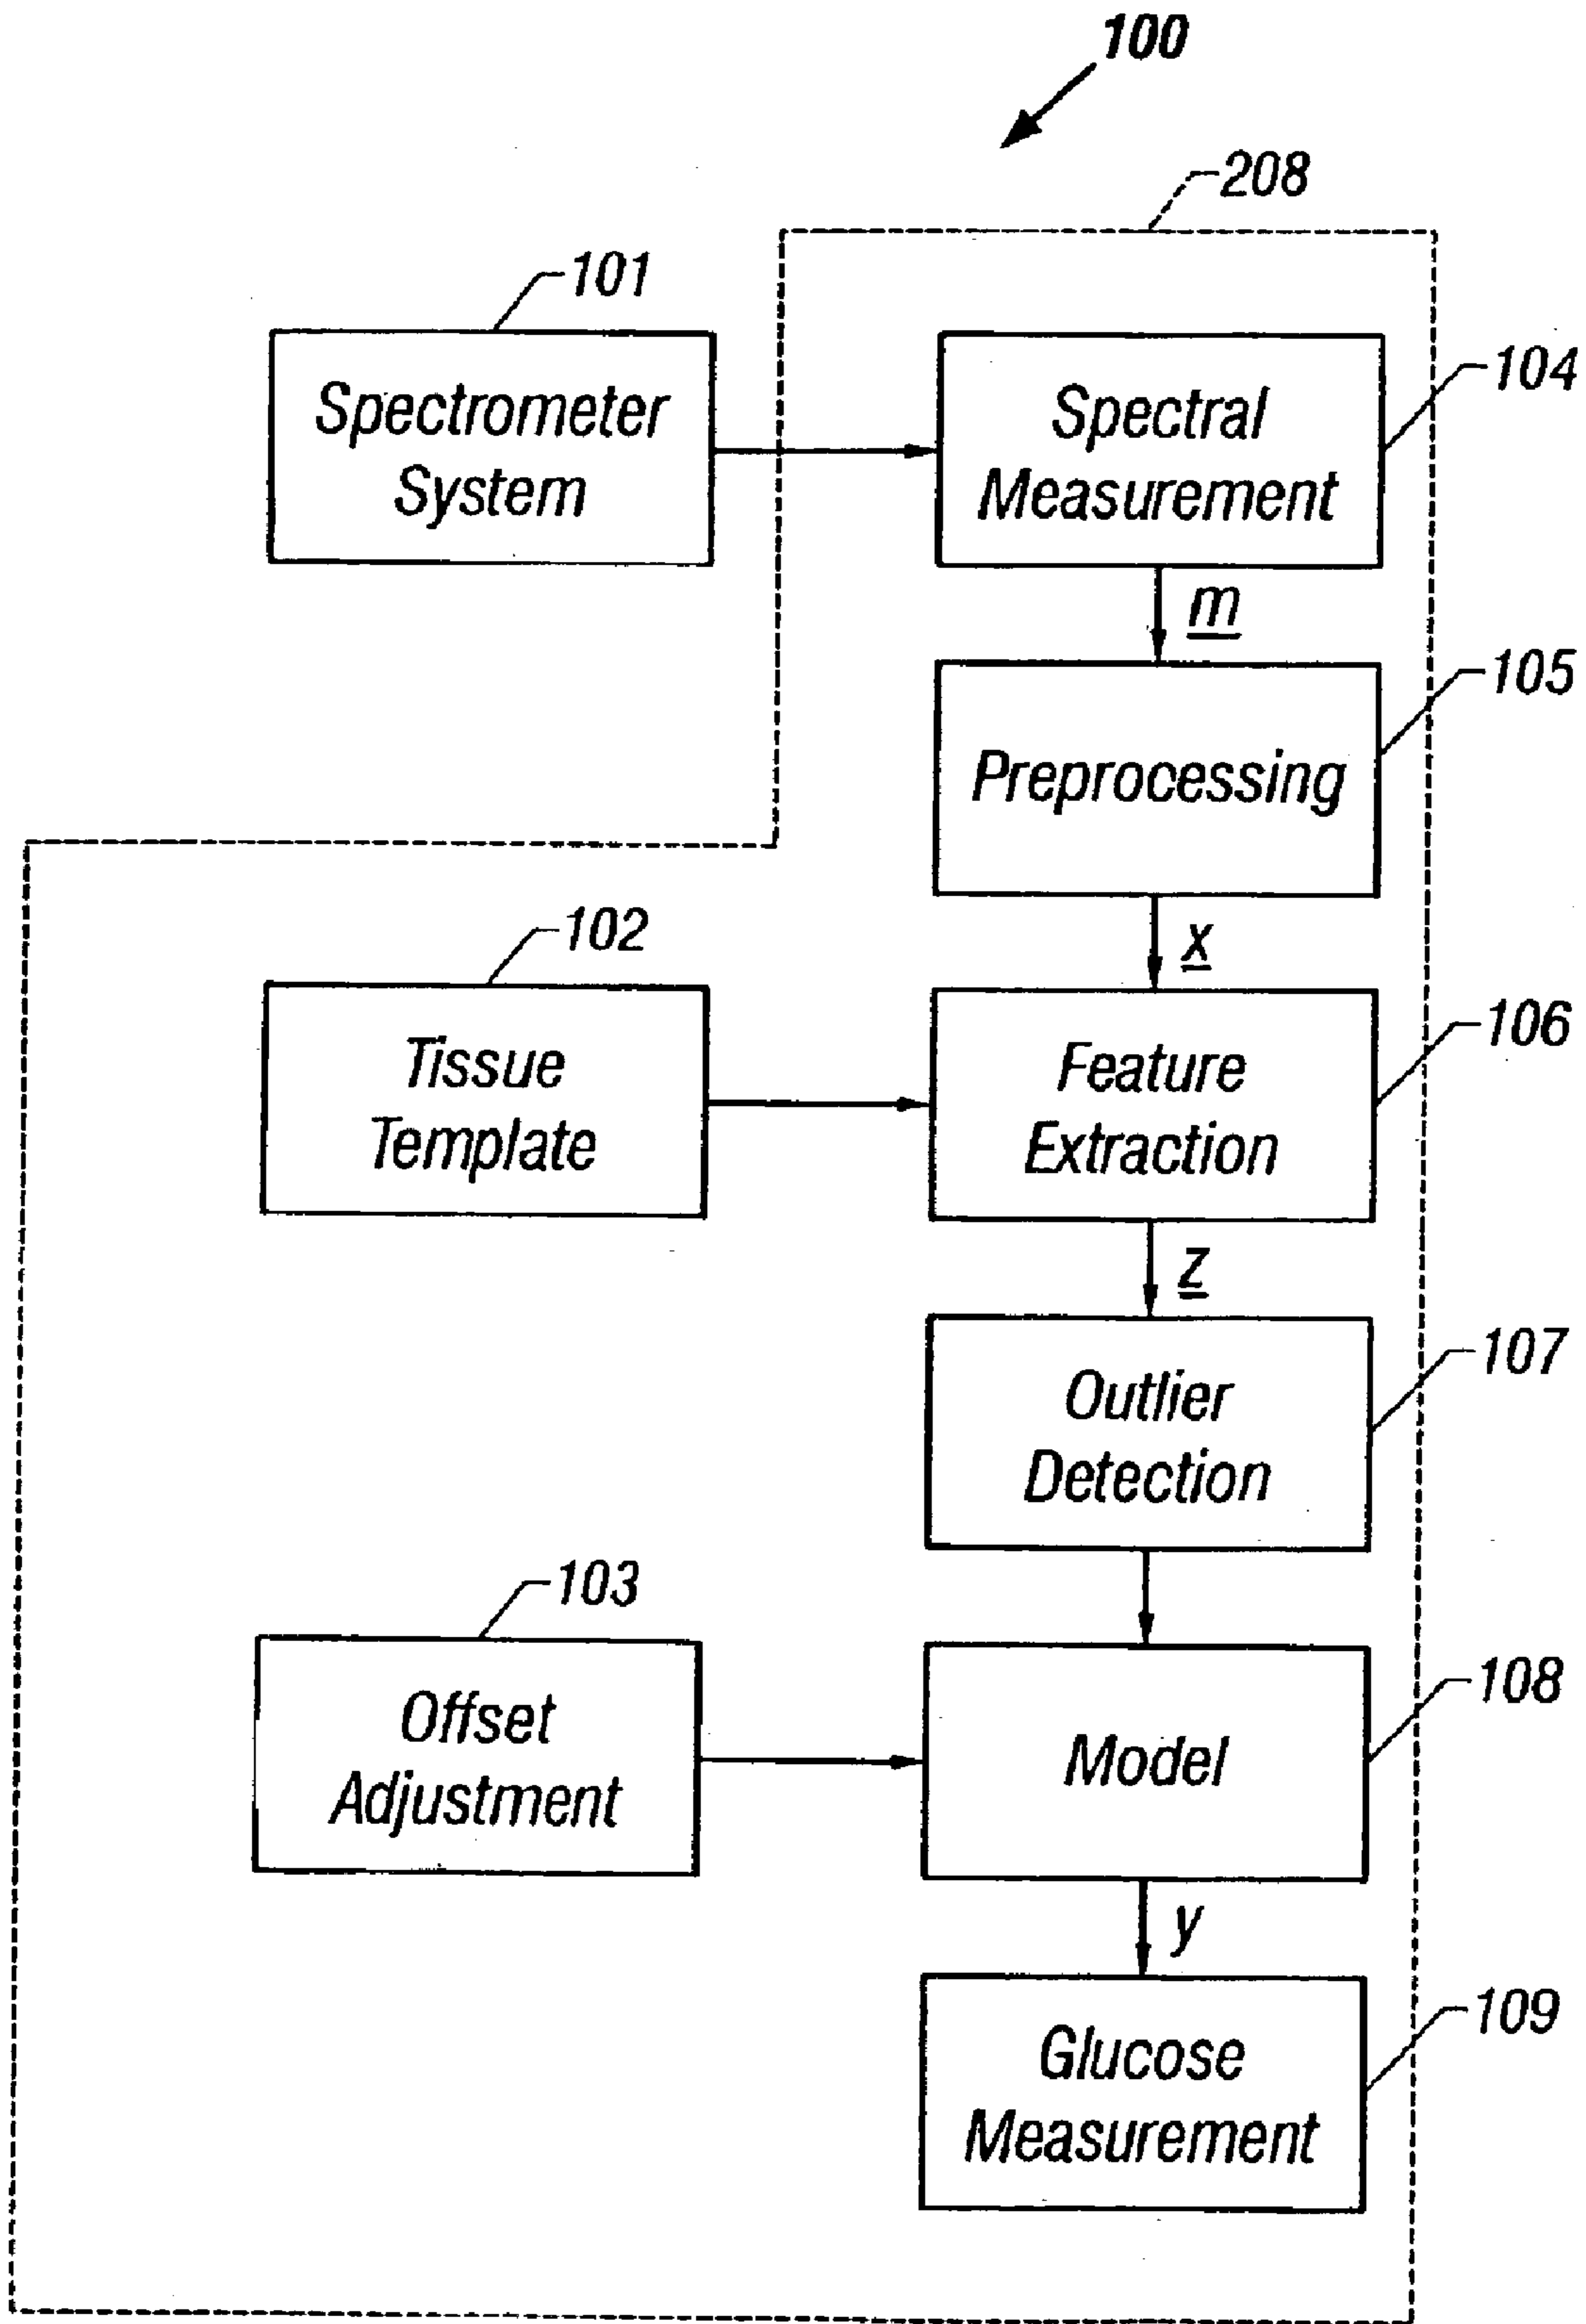 100
208
101
Spectrometer
System
Spectral
Measurement
104
m
105
Preprocessing
x
102
Tissue
Template
Feature
Extraction
106
z
107
Outlier
Detection
103
Offset
Adjustment
Model
108
y
109
Glucose
Measurement